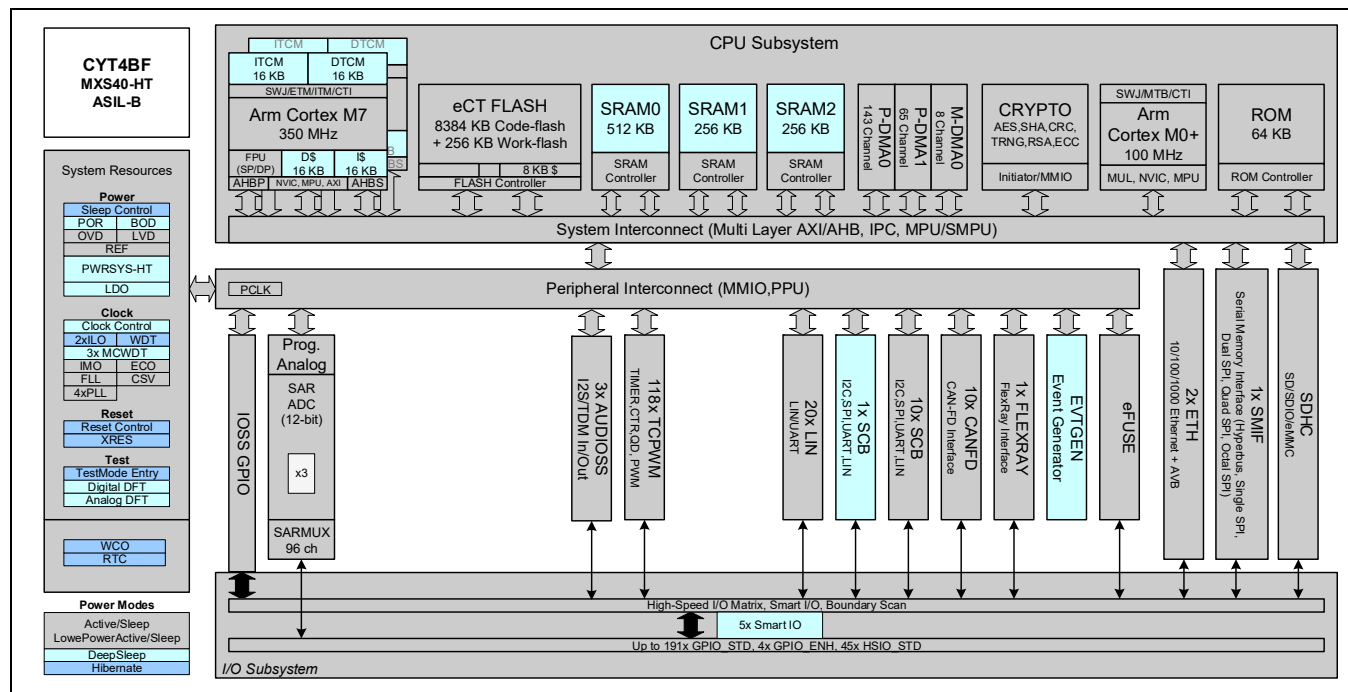 CYT4BF
MXS40-HT
ASIL-B
System Resources
Power
Sleep Control
POR BOD
OVD LVD
REF
PWRSYS-HT
LDO
Clock
Clock Control
2xILO WDT
3x MCWDT
IMO ECO
FLL CSV
4xPLL
Reset
Reset Control
XRES
Test
TestMode Entry
Digital DFT
Analog DFT
WCO
RTC
Power Modes
Active/Sleep
LowePowerActive/Sleep
DeepSleep
Hibernate
CPU Subsystem
ITCM DTCM
ITCM
16 KB
DTCM
16 KB
SWJ/ETM/ITM/CTI
Arm Cortex M7
350 MHz
FPU
(SP/DP)
D$
16 KB
I$
16 KB
AHBP NVIC, MPU, AXI AHBS
eCT FLASH
8384 KB Code-flash
+ 256 KB Work-flash
8 KB $
FLASH Controller
SRAM0
512 KB
SRAM
Controller
SRAM1
256 KB
SRAM
Controller
SRAM2
256 KB
SRAM
Controller
P-DMA0
143 Channel
P-DMA1
65 Channel
M-DMA0
8 Channel
CRYPTO
AES,SHA,CRC,
TRNG,RSA,ECC
Initiator/MMIO
SWJ/MTB/CTI
Arm
Cortex M0+
100 MHz
MUL, NVIC, MPU
ROM
64 KB
ROM Controller
System Interconnect (Multi Layer AXI/AHB, IPC, MPU/SMPU)
PCLK
Peripheral Interconnect (MMIO,PPU)
IOSS GPIO
Prog.
Analog
SAR
ADC
(12-bit)
x3
SARMUX
96 ch
3x AUDIOSS
I2S/TDM In/Out
118x TCPWM
TIMER,CTR,QD, PWM
20x LIN
LIN/UART
1x SCB
I2C,SPI,UART,LIN
10x SCB
I2C,SPI,UART,LIN
10x CANFD
CAN-FD Interface
1x FLEXRAY
FlexRay Interface
EVTGEN
Event Generator
eFUSE
2x ETH
10/100/1000 Ethernet + AVB
1x SMIF
Serial Memory Interface (Hyperbus, Single SPI,
Dual SPI, Quad SPI, Octal SPI)
SDHC
SD/SDIO/eMMC
High-Speed I/O Matrix, Smart I/O, Boundary Scan
5x Smart IO
Up to 191x GPIO_STD, 4x GPIO_ENH, 45x HSIO_STD
I/O Subsystem